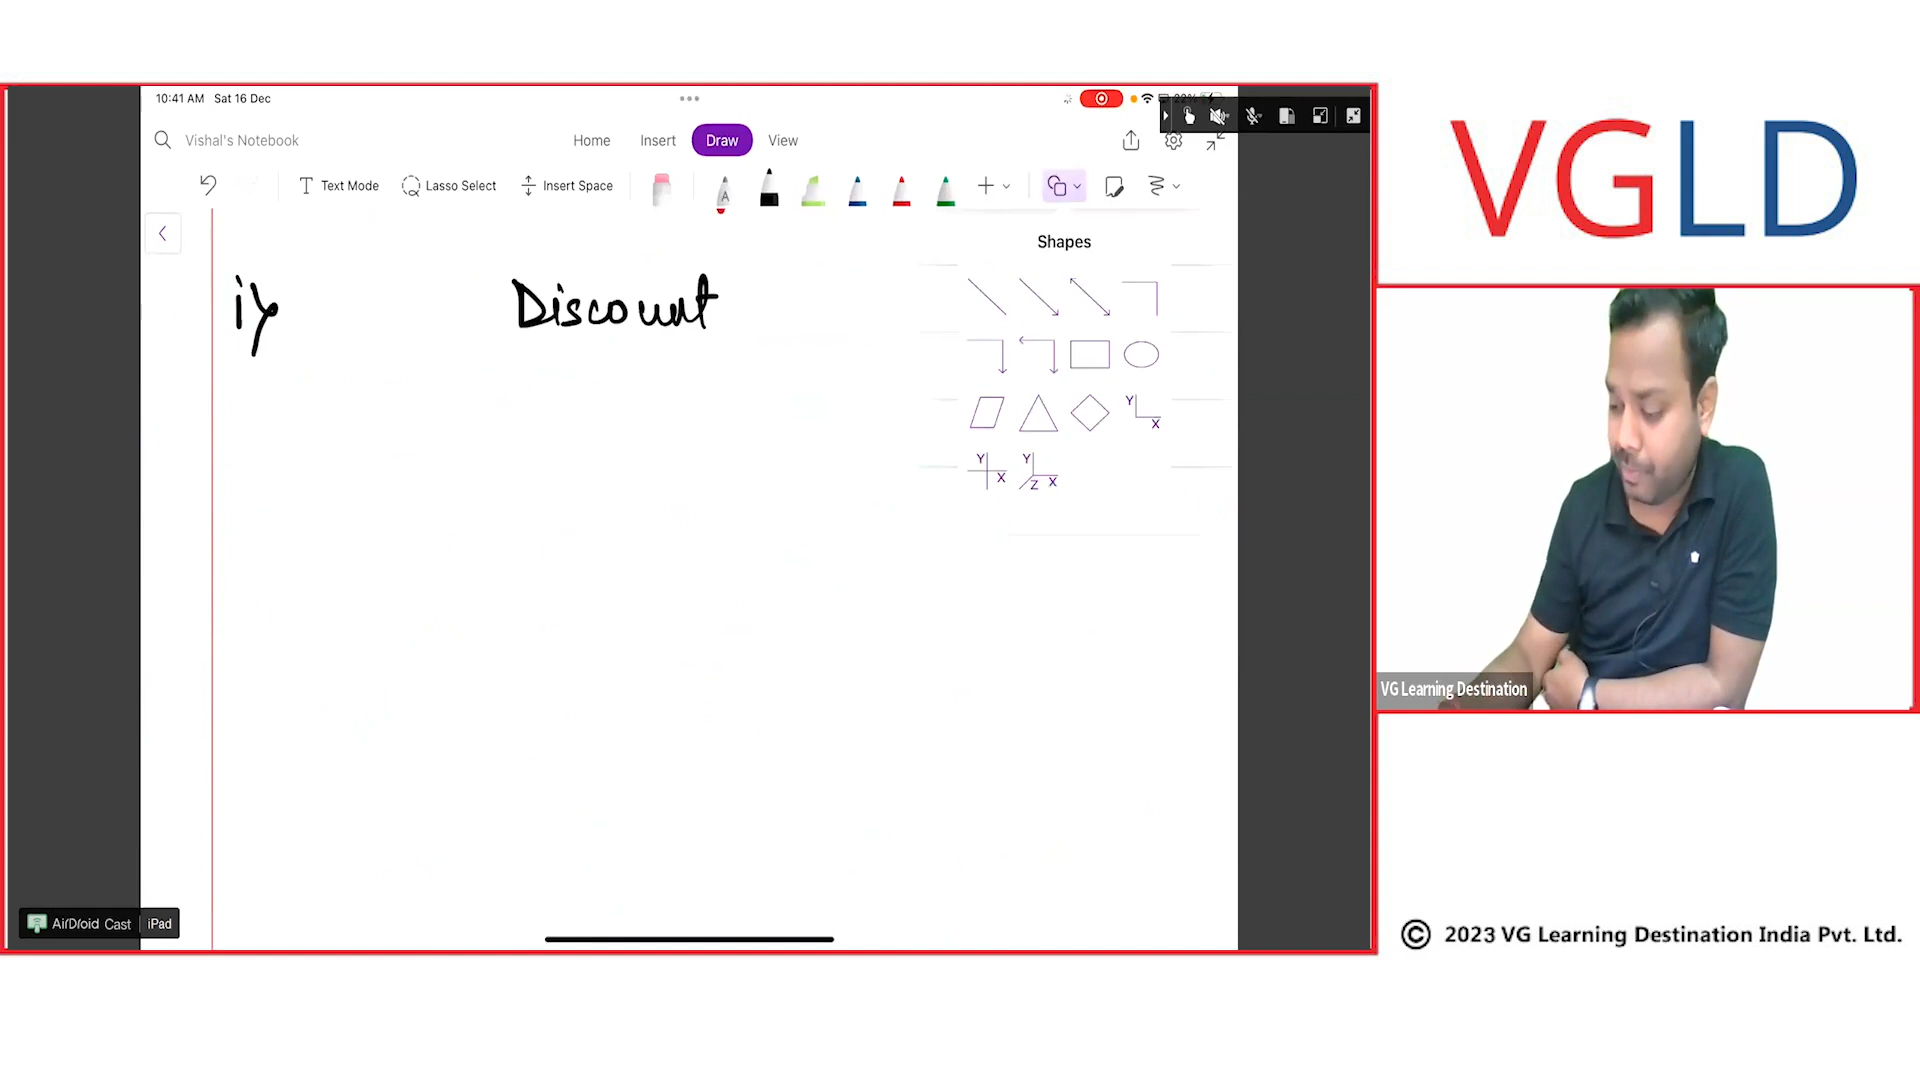 10:41 AM Sat 16 Dec
22%
Vishal's Notebook
Home Insert Draw View
Text Mode Lasso Select Insert Space
A
Shapes
Y X
Y X Y Z X
Discount
VGLD
VG Learning Destination
AirDroid Cast iPad
© 2023 VG Learning Destination India Pvt. Ltd.